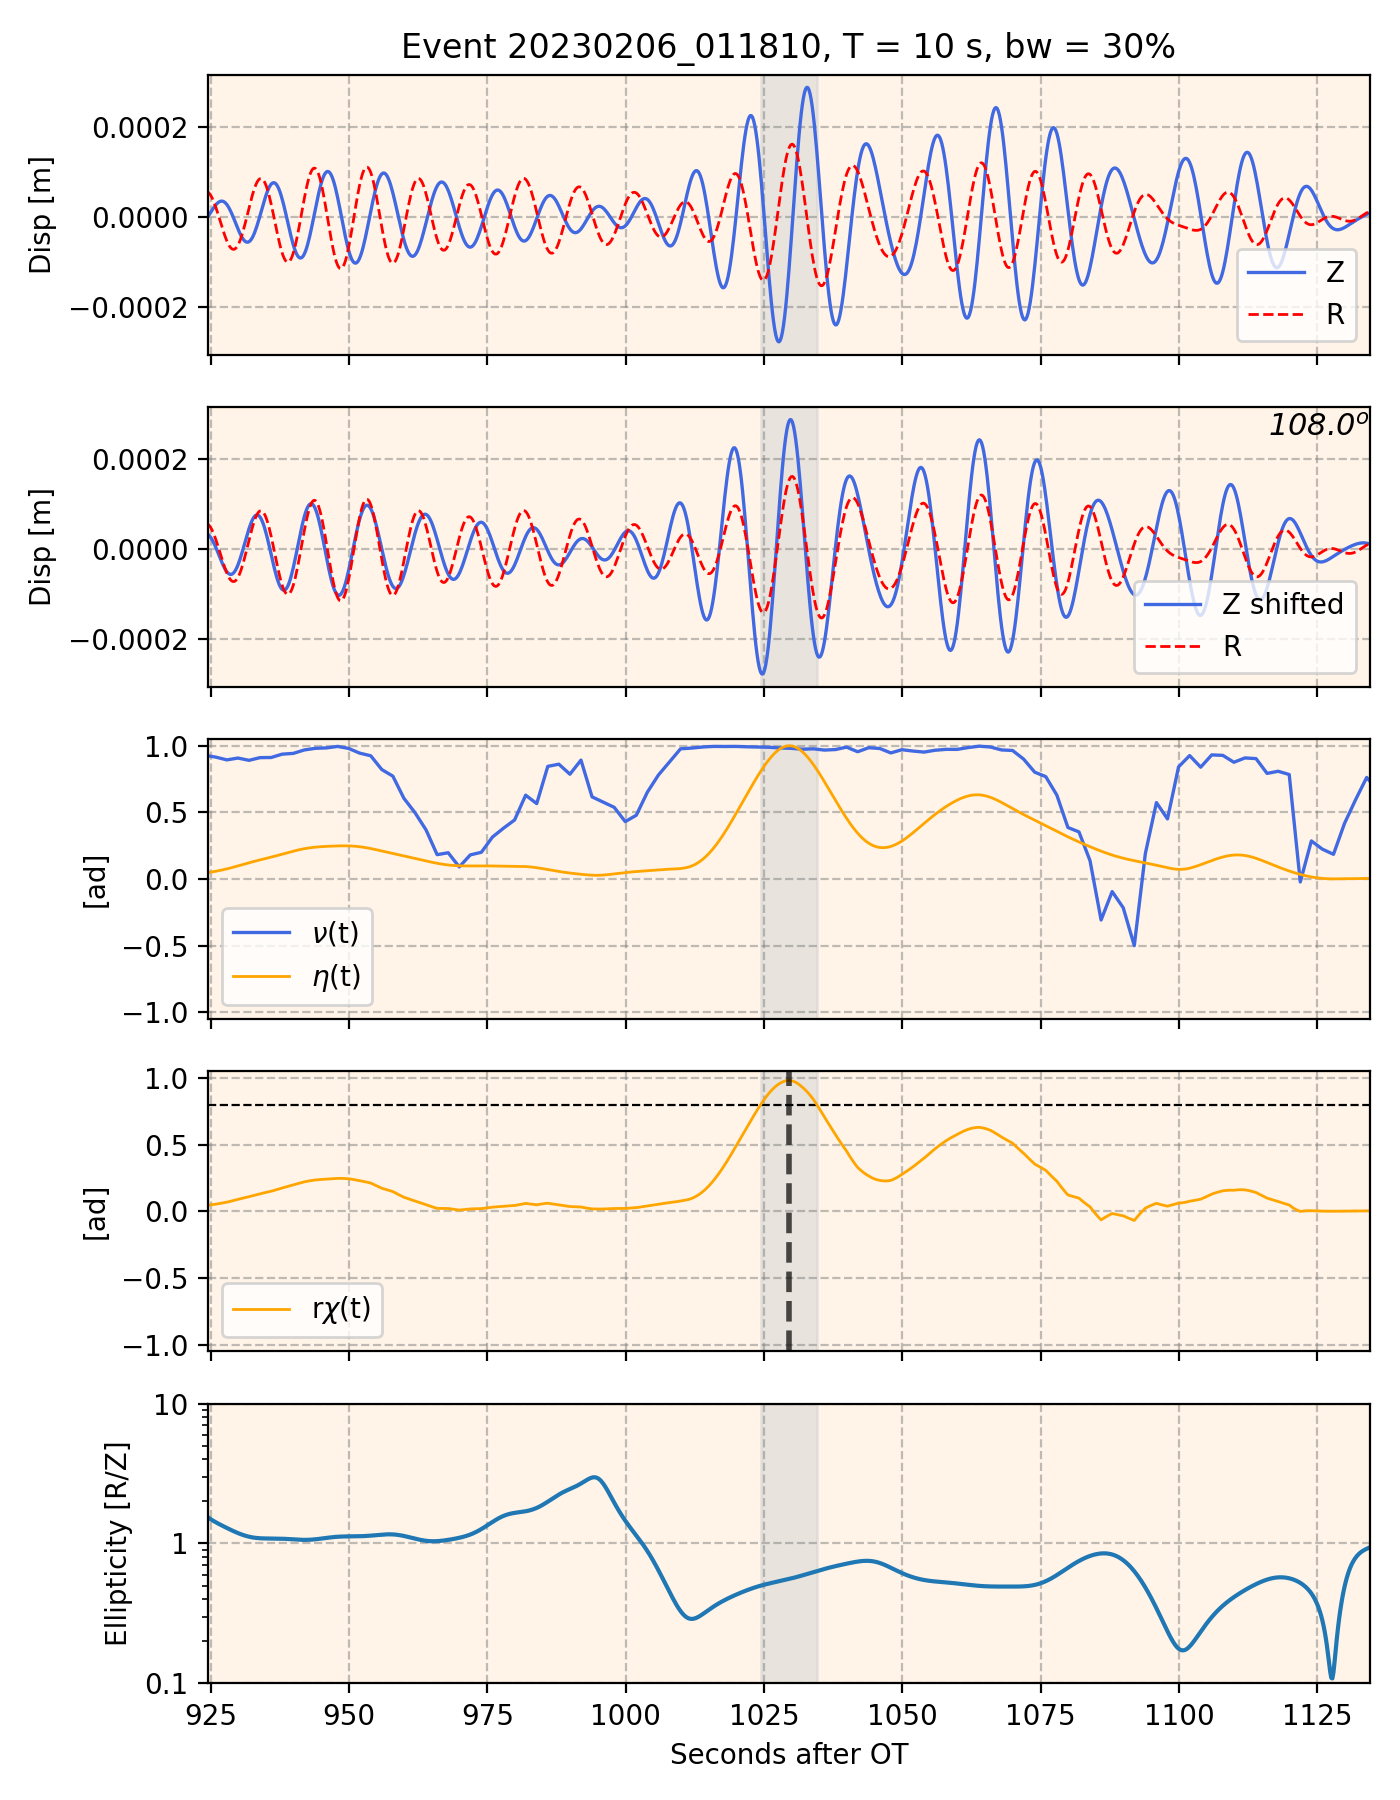 Event 20230206_011810, T = 10 s, bw = 30%
Disp [m]
0.0002
0.0000
−0.0002
Z
R
Disp [m]
0.0002
0.0000
−0.0002
108.0°
Z shifted
R
[ad]
1.0
0.5
0.0
−0.5
−1.0
ν(t)
η(t)
[ad]
1.0
0.5
0.0
−0.5
−1.0
rχ(t)
Ellipticity [R/Z]
10
1
0.1
925 950 975 1000 1025 1050 1075 1100 1125
Seconds after OT